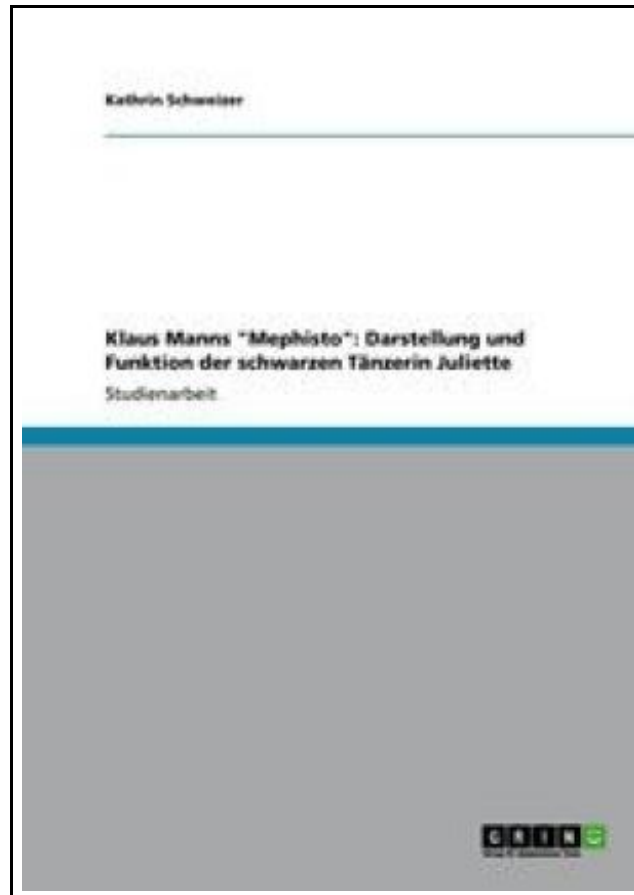 Kathrin Schweizer
Klaus Manns "Mephisto": Darstellung und
Funktion der schwarzen Tänzerin Juliette
Studienarbeit
GRIN